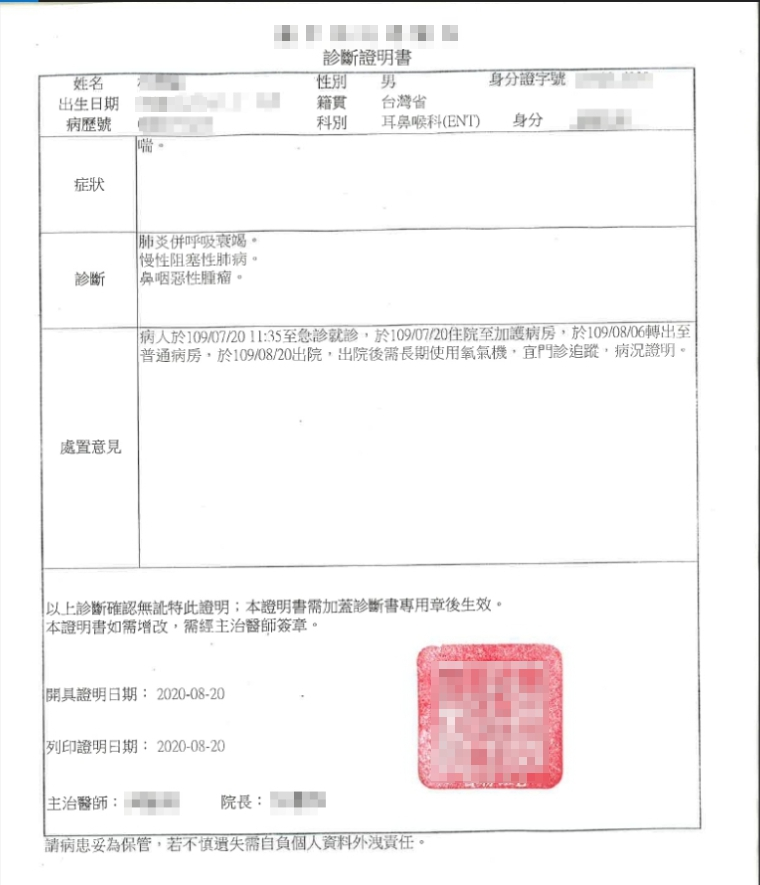 診斷證明書
姓名 性別 男 身分證字號
出生日期 籍貫 台灣省
病歷號 科別 耳鼻喉科(ENT) 身分
症狀
喘。
診斷
肺炎併呼吸衰竭。
慢性阻塞性肺病。
鼻咽惡性腫瘤。
處置意見
病人於109/07/20 11:35至急診就診，於109/07/20住院至加護病房，於109/08/06轉出至
普通病房，於109/08/20出院，出院後需長期使用氧氣機，宜門診追蹤，病況證明。
以上診斷確認無訛特此證明；本證明書需加蓋診斷書專用章後生效。
本證明書如需增改，需經主治醫師簽章。
開具證明日期： 2020-08-20
列印證明日期： 2020-08-20
主治醫師： 院長：
請病患妥為保管，若不慎遺失需自負個人資料外洩責任。